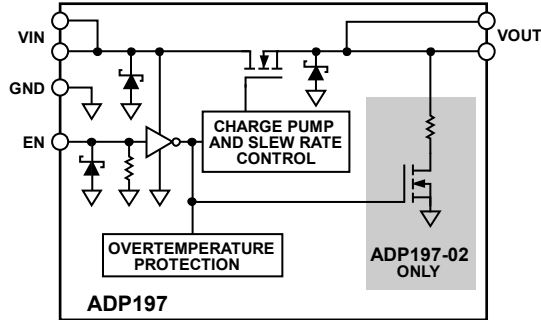 VIN
VOUT
GND
EN
CHARGE PUMP
AND SLEW RATE
CONTROL
OVERTEMPERATURE
PROTECTION
ADP197-02
ONLY
ADP197